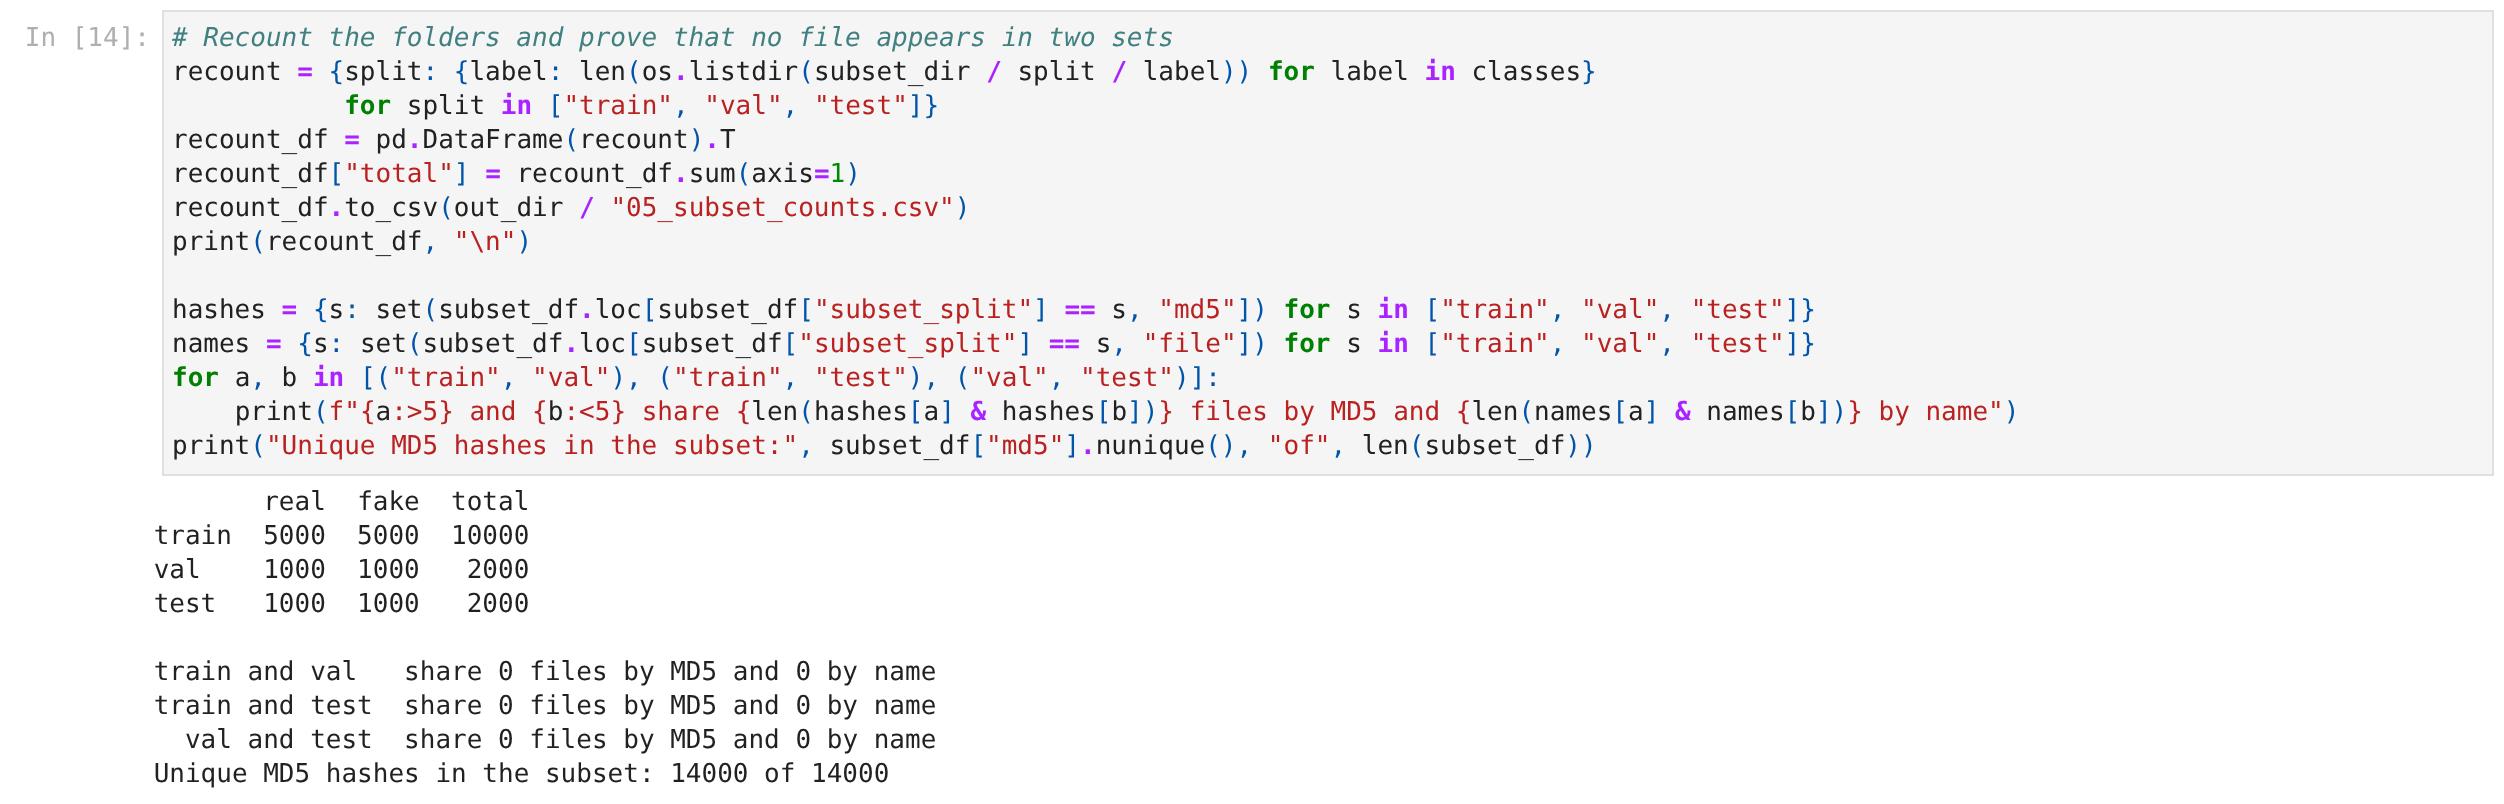 In [14]:
# Recount the folders and prove that no file appears in two sets
recount = {split: {label: len(os.listdir(subset_dir / split / label)) for label in classes}
           for split in ["train", "val", "test"]}
recount_df = pd.DataFrame(recount).T
recount_df["total"] = recount_df.sum(axis=1)
recount_df.to_csv(out_dir / "05_subset_counts.csv")
print(recount_df, "\n")

hashes = {s: set(subset_df.loc[subset_df["subset_split"] == s, "md5"]) for s in ["train", "val", "test"]}
names = {s: set(subset_df.loc[subset_df["subset_split"] == s, "file"]) for s in ["train", "val", "test"]}
for a, b in [("train", "val"), ("train", "test"), ("val", "test")]:
    print(f"{a:>5} and {b:<5} share {len(hashes[a] & hashes[b])} files by MD5 and {len(names[a] & names[b])} by name")
print("Unique MD5 hashes in the subset:", subset_df["md5"].nunique(), "of", len(subset_df))
       real  fake  total
train  5000  5000  10000
val    1000  1000   2000
test   1000  1000   2000

train and val   share 0 files by MD5 and 0 by name
train and test  share 0 files by MD5 and 0 by name
  val and test  share 0 files by MD5 and 0 by name
Unique MD5 hashes in the subset: 14000 of 14000